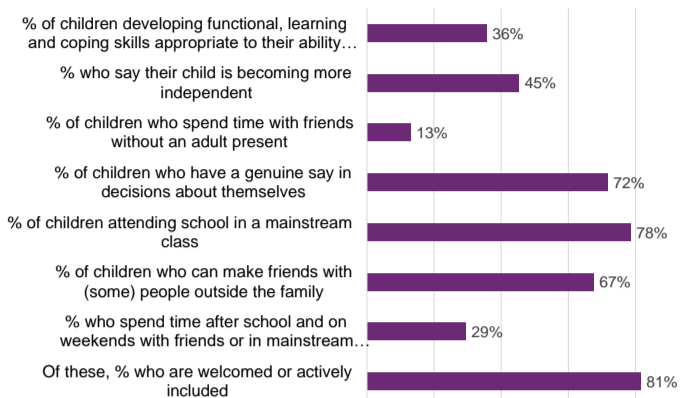 % of children developing functional, learning
and coping skills appropriate to their ability…
36%
% who say their child is becoming more
independent
45%
% of children who spend time with friends
without an adult present
13%
% of children who have a genuine say in
decisions about themselves
72%
% of children attending school in a mainstream
class
78%
% of children who can make friends with
(some) people outside the family
67%
% who spend time after school and on
weekends with friends or in mainstream…
29%
Of these, % who are welcomed or actively
included
81%